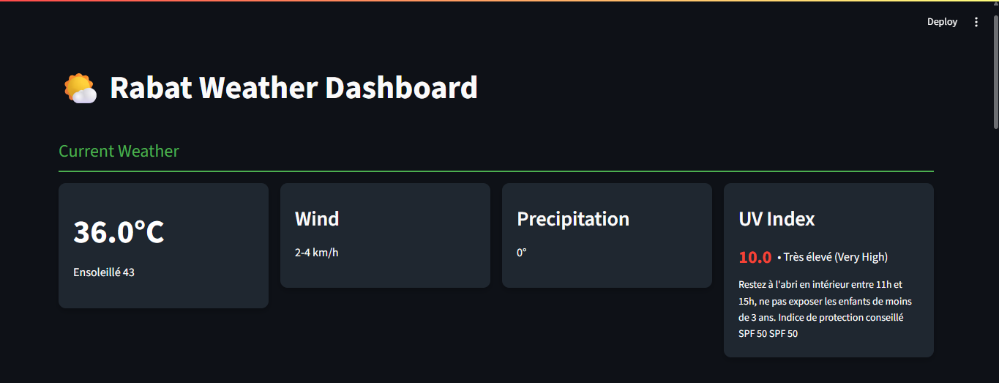 Deploy
Rabat Weather Dashboard
Current Weather
36.0°C
Ensoleillé 43
Wind
2-4 km/h
Precipitation
0°
UV Index
10.0 • Très élevé (Very High)
Restez à l'abri en intérieur entre 11h et
15h, ne pas exposer les enfants de moins
de 3 ans. Indice de protection conseillé
SPF 50 SPF 50